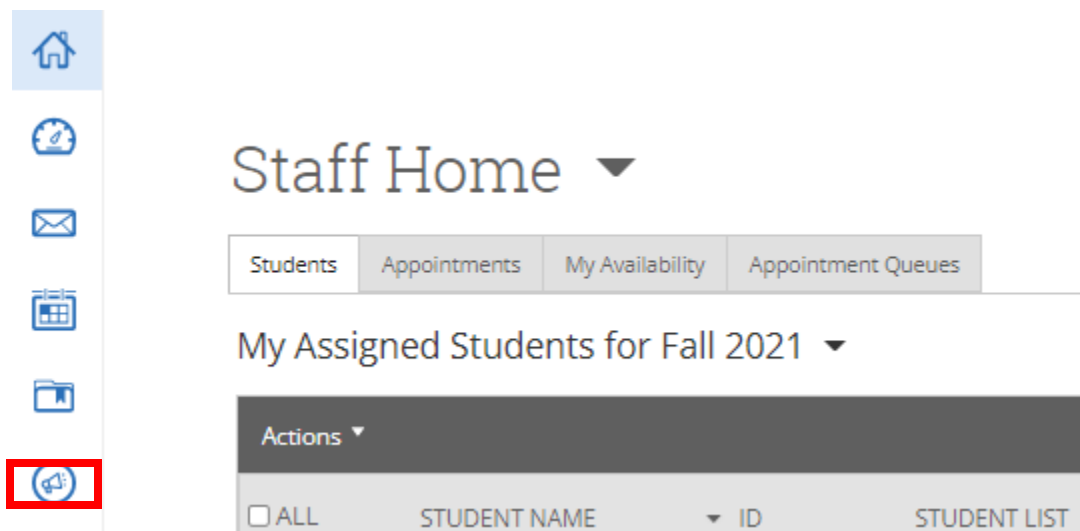 Staff Home
Students Appointments My Availability Appointment Queues
My Assigned Students for Fall 2021
Actions
ALL STUDENT NAME ID STUDENT LIST